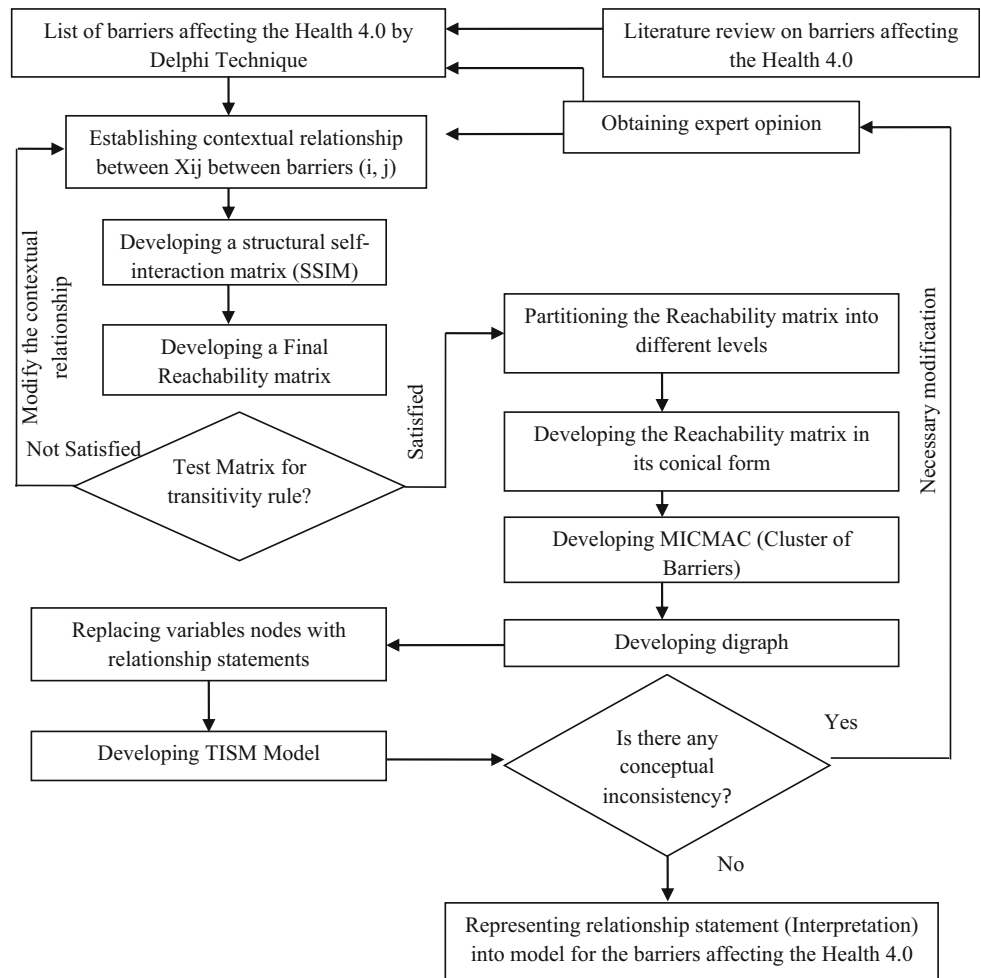 List of barriers affecting the Health 4.0 by
Delphi Technique
Literature review on barriers affecting
the Health 4.0
Obtaining expert opinion
Establishing contextual relationship
between Xij between barriers (i, j)
Developing a structural self-
interaction matrix (SSIM)
Developing a Final
Reachability matrix
Modify the contextual
relationship
Not Satisfied
Test Matrix for
transitivity rule?
Satisfied
Partitioning the Reachability matrix into
different levels
Developing the Reachability matrix in
its conical form
Developing MICMAC (Cluster of
Barriers)
Developing digraph
Necessary modification
Replacing variables nodes with
relationship statements
Developing TISM Model
Is there any
conceptual
inconsistency?
Yes
No
Representing relationship statement (Interpretation)
into model for the barriers affecting the Health 4.0